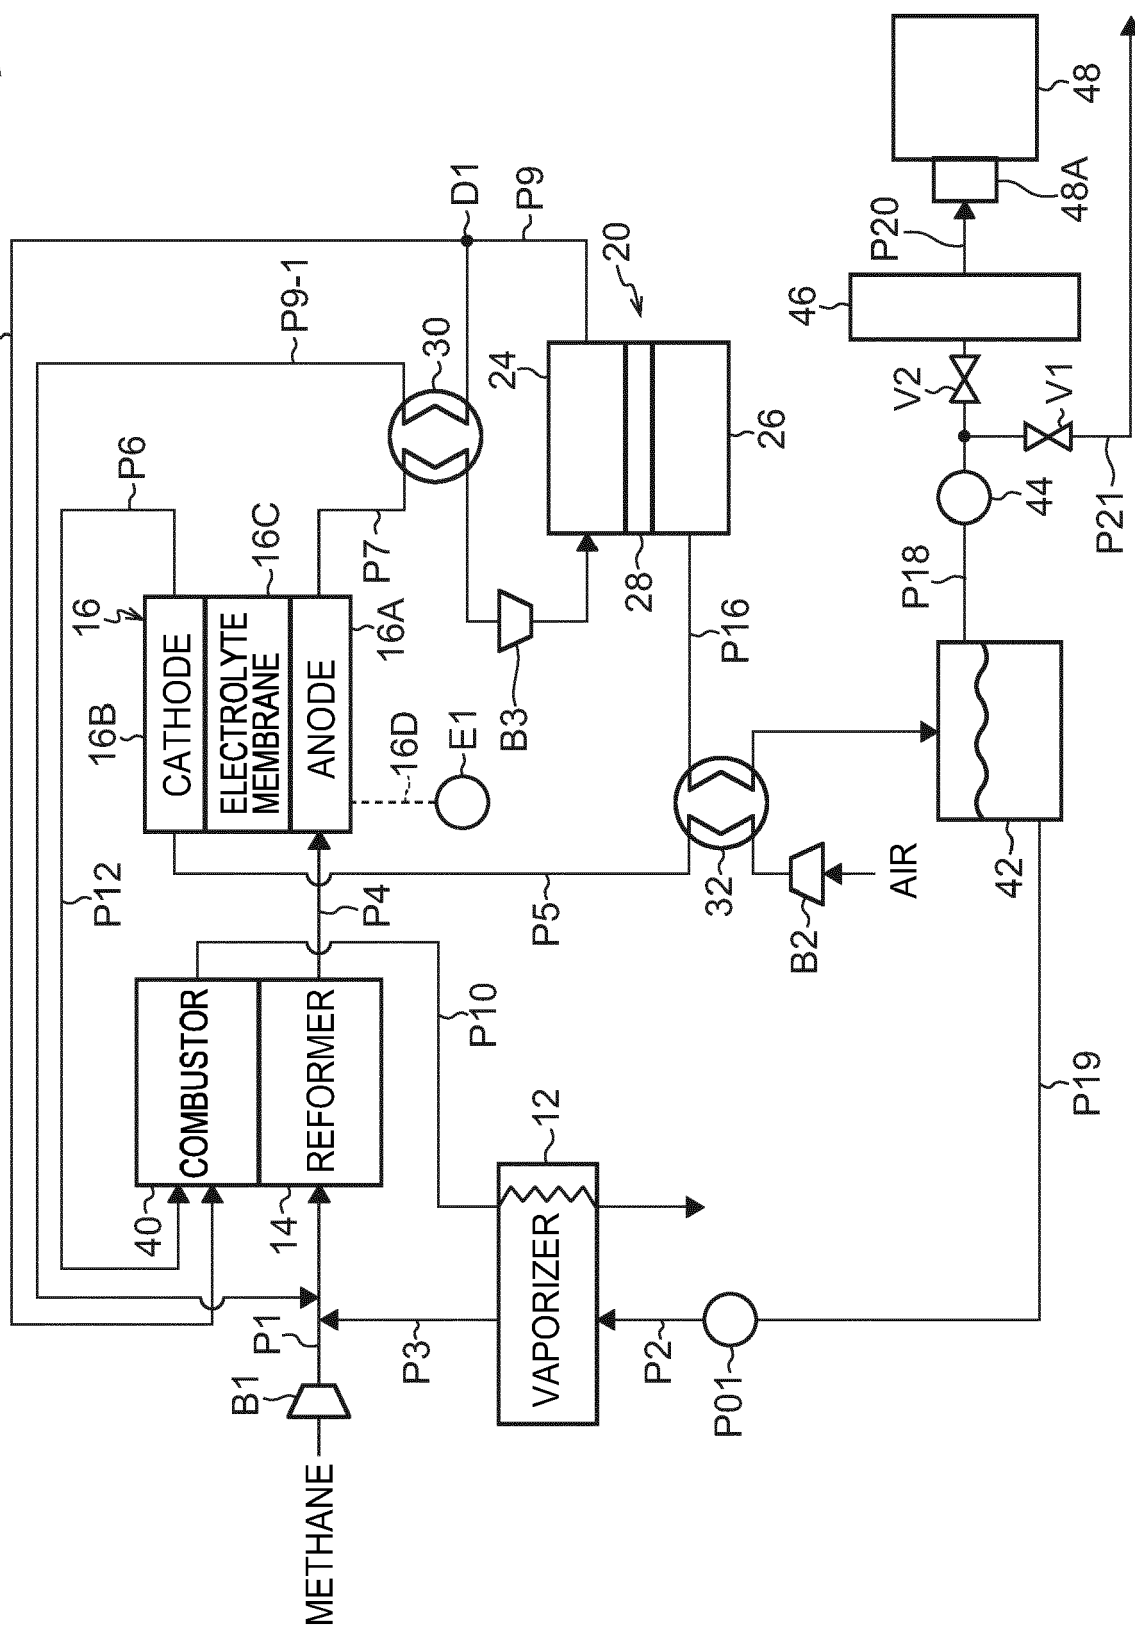 METHANE
B1
P1
P3
P2
P01
VAPORIZER
12
40
14
COMBUSTOR
REFORMER
P10
P19
P12
P4
P5
B2
AIR
32
42
16B
16
CATHODE
ELECTROLYTE
MEMBRANE
ANODE
16C
16A
16D
E1
P6
P7
B3
P16
28
P18
44
P21
30
24
26
V2
V1
P9-1
20
46
D1
P9
P20
48A
48